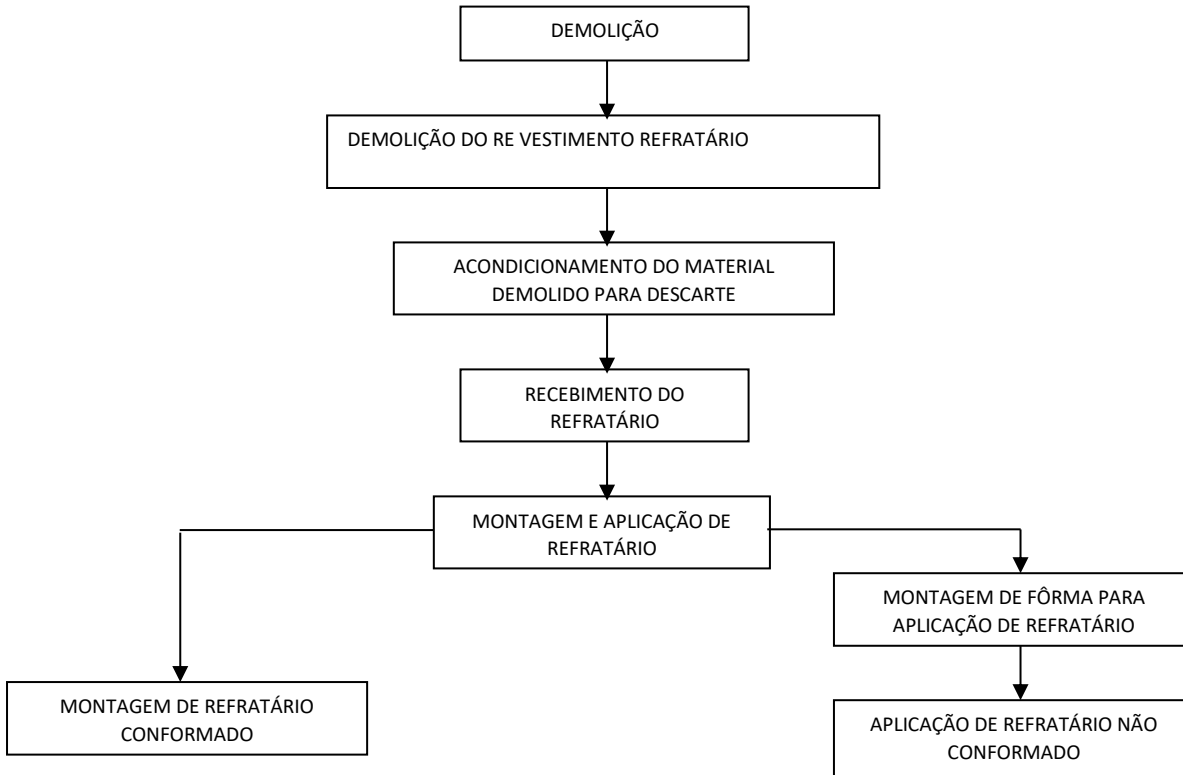 DEMOLIÇÃO
DEMOLIÇÃO DO RE VESTIMENTO REFRATÁRIO
ACONDICIONAMENTO DO MATERIAL
DEMOLIDO PARA DESCARTE
RECEBIMENTO DO
REFRATÁRIO
MONTAGEM E APLICAÇÃO DE
REFRATÁRIO
MONTAGEM DE FÔRMA PARA
APLICAÇÃO DE REFRATÁRIO
MONTAGEM DE REFRATÁRIO
CONFORMADO
APLICAÇÃO DE REFRATÁRIO NÃO
CONFORMADO